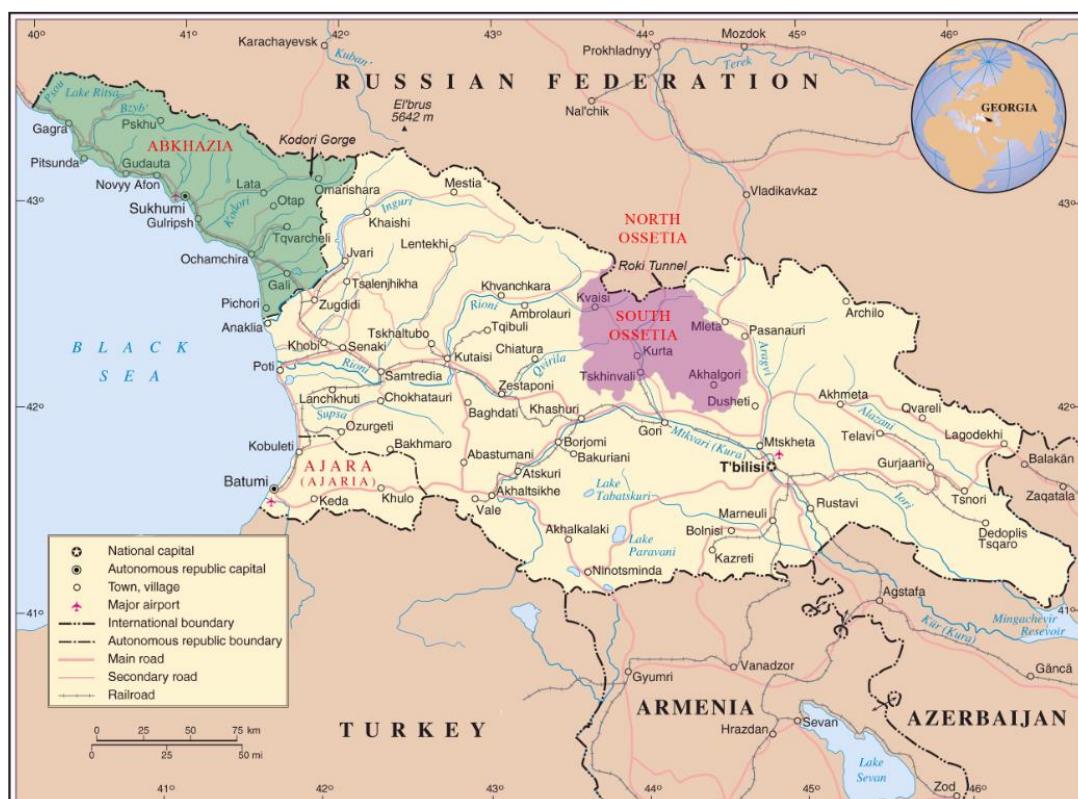 40° 41° 42 43 44 45 46
Karachayevsk
Kuban'
Prokhladnyy
Mozdok
Terek
RUSSIAN FEDERATION
GEORGIA
Psou
Lake Ritsa
Bzyb'
El'brus
5642 m
Nal'chik
Gagra
Pskhu
ABKHAZIA
Kodori Gorge
Pitsunda
Gudauta
Novyy Afon
Lata
Omarishara
Mestia
Vladikavkaz
43°
43°
Sukhumi
Gulripsh
K'odori
Otap
Inguri
Khaishi
NORTH
OSSETIA
Tqvarcheli
Lentekhi
Ochamchira
Jvari
Roki Tunnel
Gali
Tsalenjhikha
Khvanchkara
Kvaisi
Pichori
Zugdidi
Rioni
Ambrolauri
SOUTH
OSSETIA
Mleta
Archilo
Anaklia
Tskhaltubo
Tqibuli
Pasanauri
BLACK
SEA
Khobi
Senaki
Kutaisi
Chiatura
Kurta
Aragvi
Poti
Rioni
Samtredia
Qvirila
Tskhinvali
Akhalgori
Zestaponi
Dusheti
Akhmeta
42°
Lanchkhuti
Chokhatauri
Baghdati
Khashuri
Alazani
Qvareli
Supsa
Gori
Mtkvari (Kura)
Telavi
Lagodekhi
Ozurgeti
Kobuleti
Bakhmaro
Borjomi
Mtskheta
Balakän
AJARA
(AJARIA)
Abastumani
Bakuriani
T'bilisi
Gurjaani
Atskuri
Batumi
Keda
Khulo
Akhaltsikhe
Vale
Lake
Tabatskuri
Rustavi
Iori
Tsnori
Zaqatala
Marneuli
Akhalkalaki
Bolnisi
Dedoplis
Tsqaro
Lake
Paravani
Kazreti
Ninotsminda
National capital
Autonomous republic capital
Town, village
Major airport
International boundary
Autonomous republic boundary
Main road
Secondary road
Railroad
41°
41°
Agstafa
Mingachevir
Resevoir
Kür (Kura)
Vanadzor
Gyumri
Gäncä
0 25 50 75 km
0 25 50 mi
TURKEY
ARMENIA
AZERBAIJAN
Hrazdan
Sevan
Lake
Sevan
Zod
42 43 44 45 46°